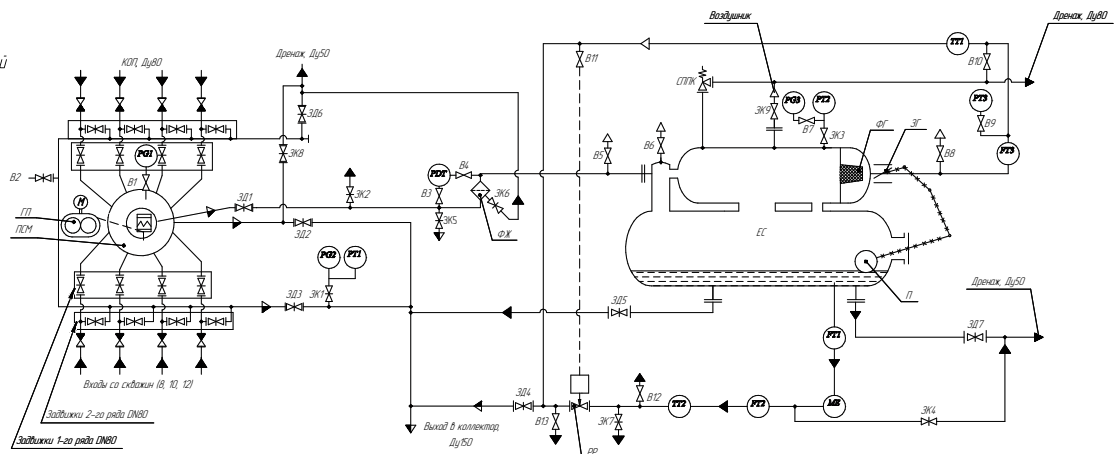 й
КОП, Ду80
Дренаж, Ду50
Воздушник
Дренаж, Ду80
В11
ТТ1
В10
СППК
ЗД6
ЗК9
PG3
PT2
В7
ЗК3
ФГ
ЗГ
PT3
В9
PG1
ЗК8
В2
В1
PDT
В4
В5
В6
В8
FT3
М
ГП
ПСМ
ЗД1
ЗК2
В3
ЗК6
ЗК5
ФЖ
ЗД2
ЕС
PG2
PT1
ЗК1
ЗД3
П
ЗД5
Дренаж, Ду50
FT1
ЗД7
Входы со скважин (8, 10, 12)
ЗД4
В12
Задвижки 2-го ряда DN80
Выход в коллектор,
Ду150
В13
ЗК7
ТТ2
FT2
ЗК4
Задвижки 1-го ряда DN80
РР